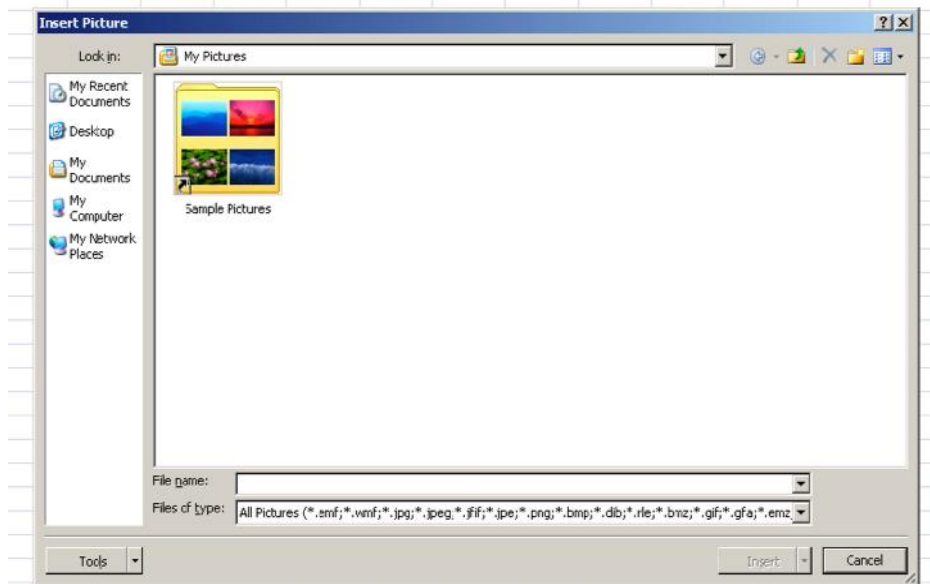 Insert Picture
Look in:
My Pictures
My Recent
Documents
Desktop
My
Documents
My
Computer
My Network
Places
Sample Pictures
File name:
Files of type:
All Pictures (*.emf;*.wmf;*.jpg;*.jpeg;*.jfif;*.jpe;*.png;*.bmp;*.dib;*.rle;*.bmz;*.gif;*.gfa;*.emz
Tools
Insert
Cancel